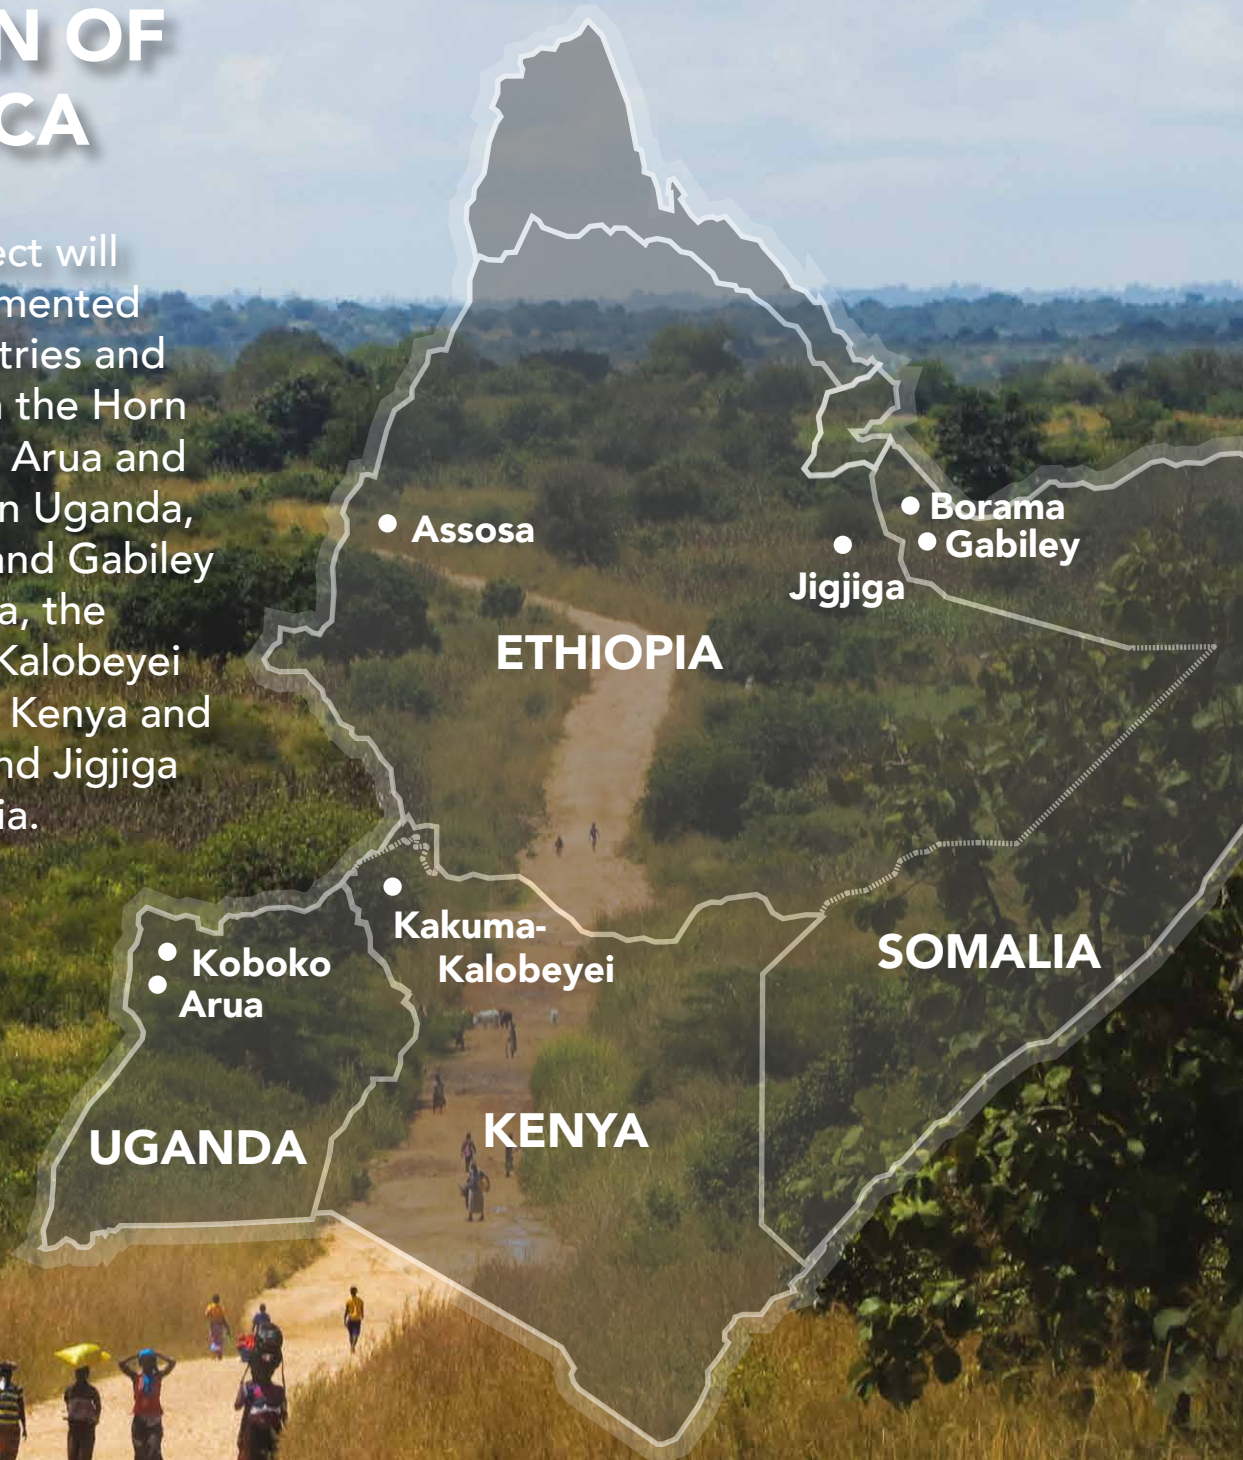 N OF
CA
ect will
mented
tries and
the Horn
Arua and
n Uganda,
and Gabiley
a, the
Kalobeyei
Kenya and
nd Jigjiga
ia.
Assosa
Borama
Gabiley
Jigjiga
ETHIOPIA
Kakuma-
Kalobeyei
SOMALIA
Koboko
Arua
KENYA
UGANDA